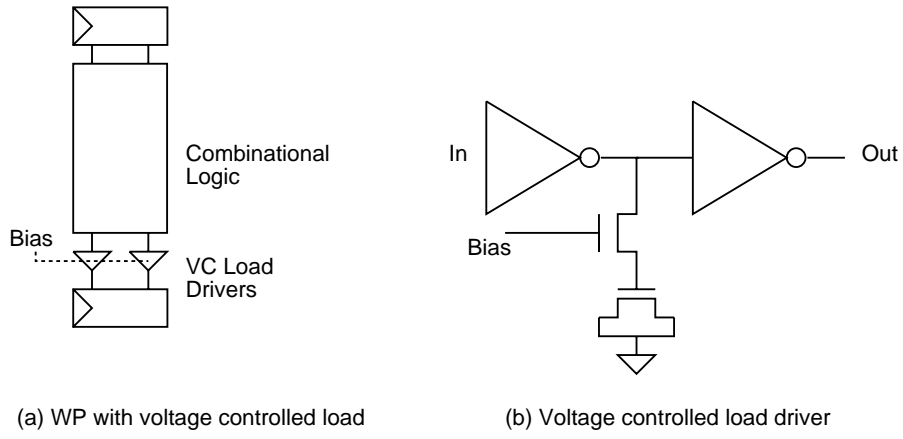 Combinational
Logic
Bias
VC Load
Drivers
In
Out
Bias
(a) WP with voltage controlled load
(b) Voltage controlled load driver